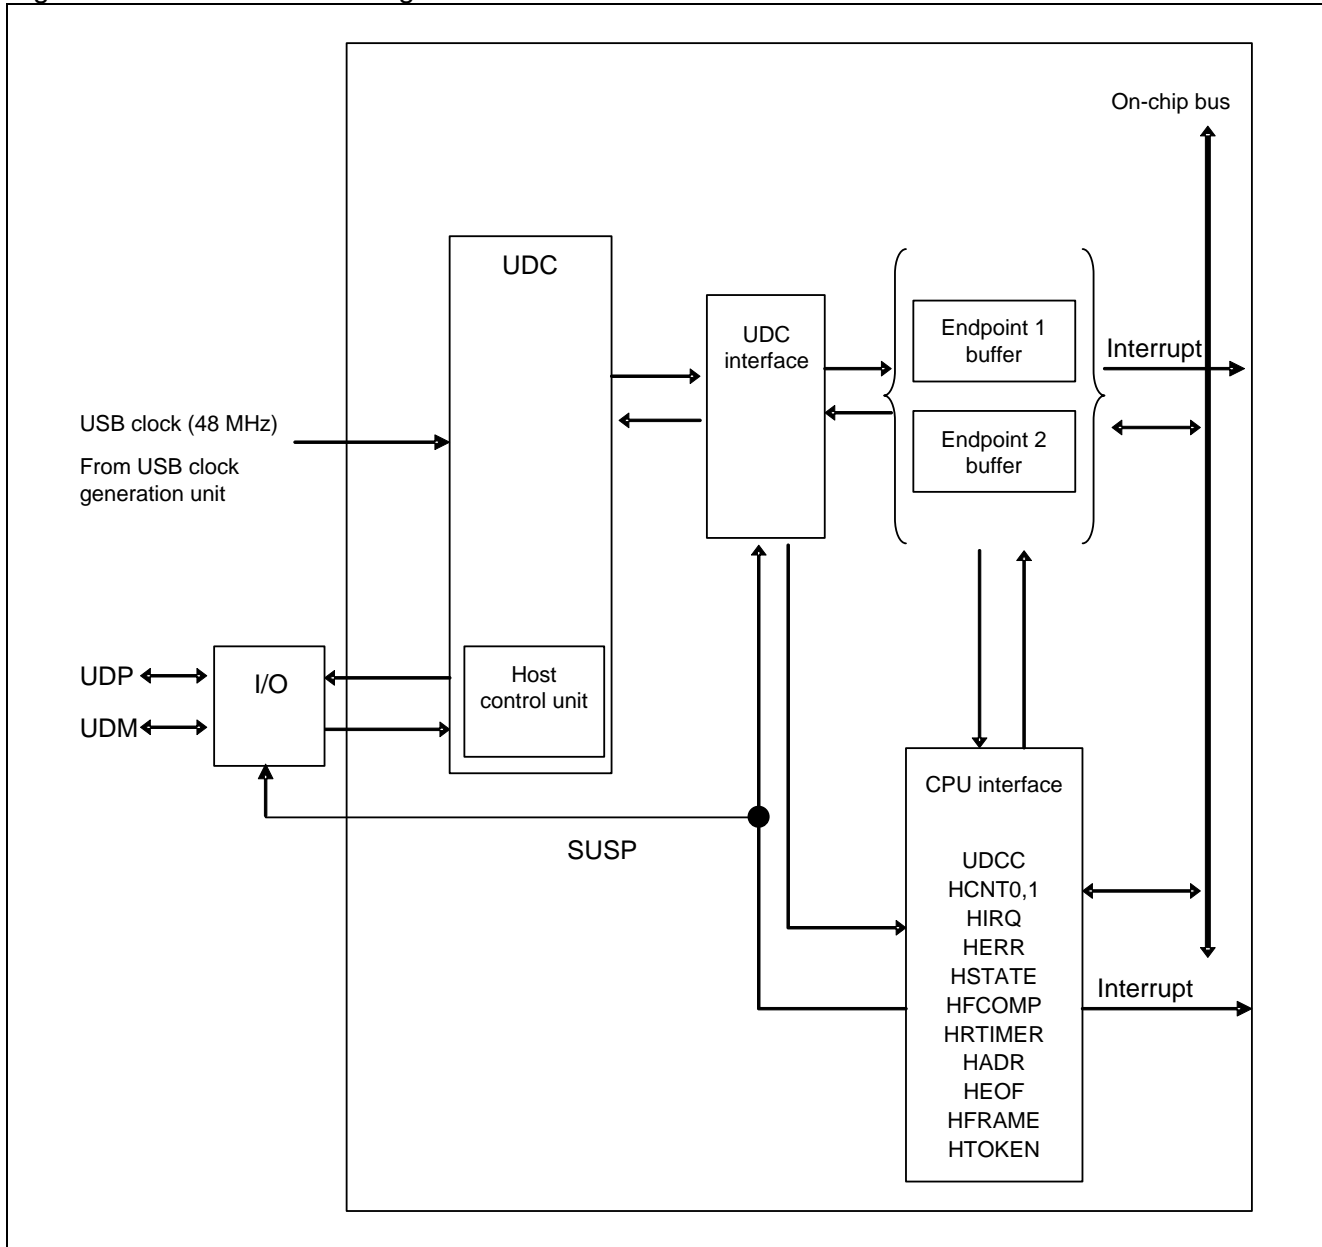 On-chip bus
UDC
UDC
interface
Endpoint 1
buffer
Interrupt
Endpoint 2
buffer
USB clock (48 MHz)
From USB clock
generation unit
UDP
UDM
I/O
Host
control unit
SUSP
CPU interface
UDCC
HCNT0,1
HIRQ
HERR
HSTATE
HFCOMP
HRTIMER
HADR
HEOF
HFRAME
HTOKEN
Interrupt